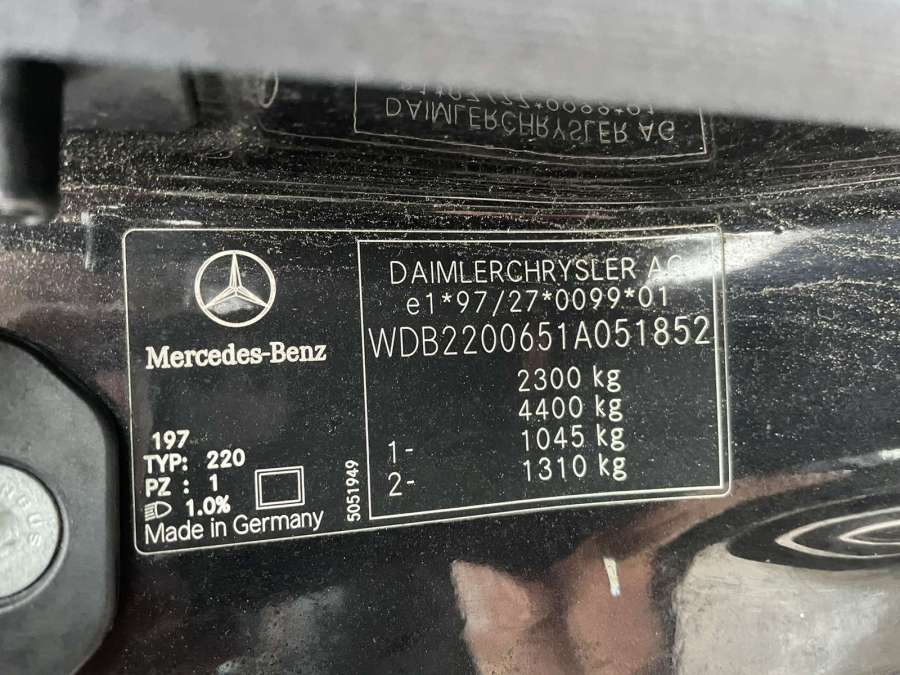 DAIMLERCHRYSLER AG
Mercedes-Benz
197
TYP: 220
PZ : 1
1.0%
Made in Germany
5051949
DAIMLERCHRYSLER AG
e1*97/27*0099*01
WDB2200651A051852
2300 kg
4400 kg
1- 1045 kg
2- 1310 kg